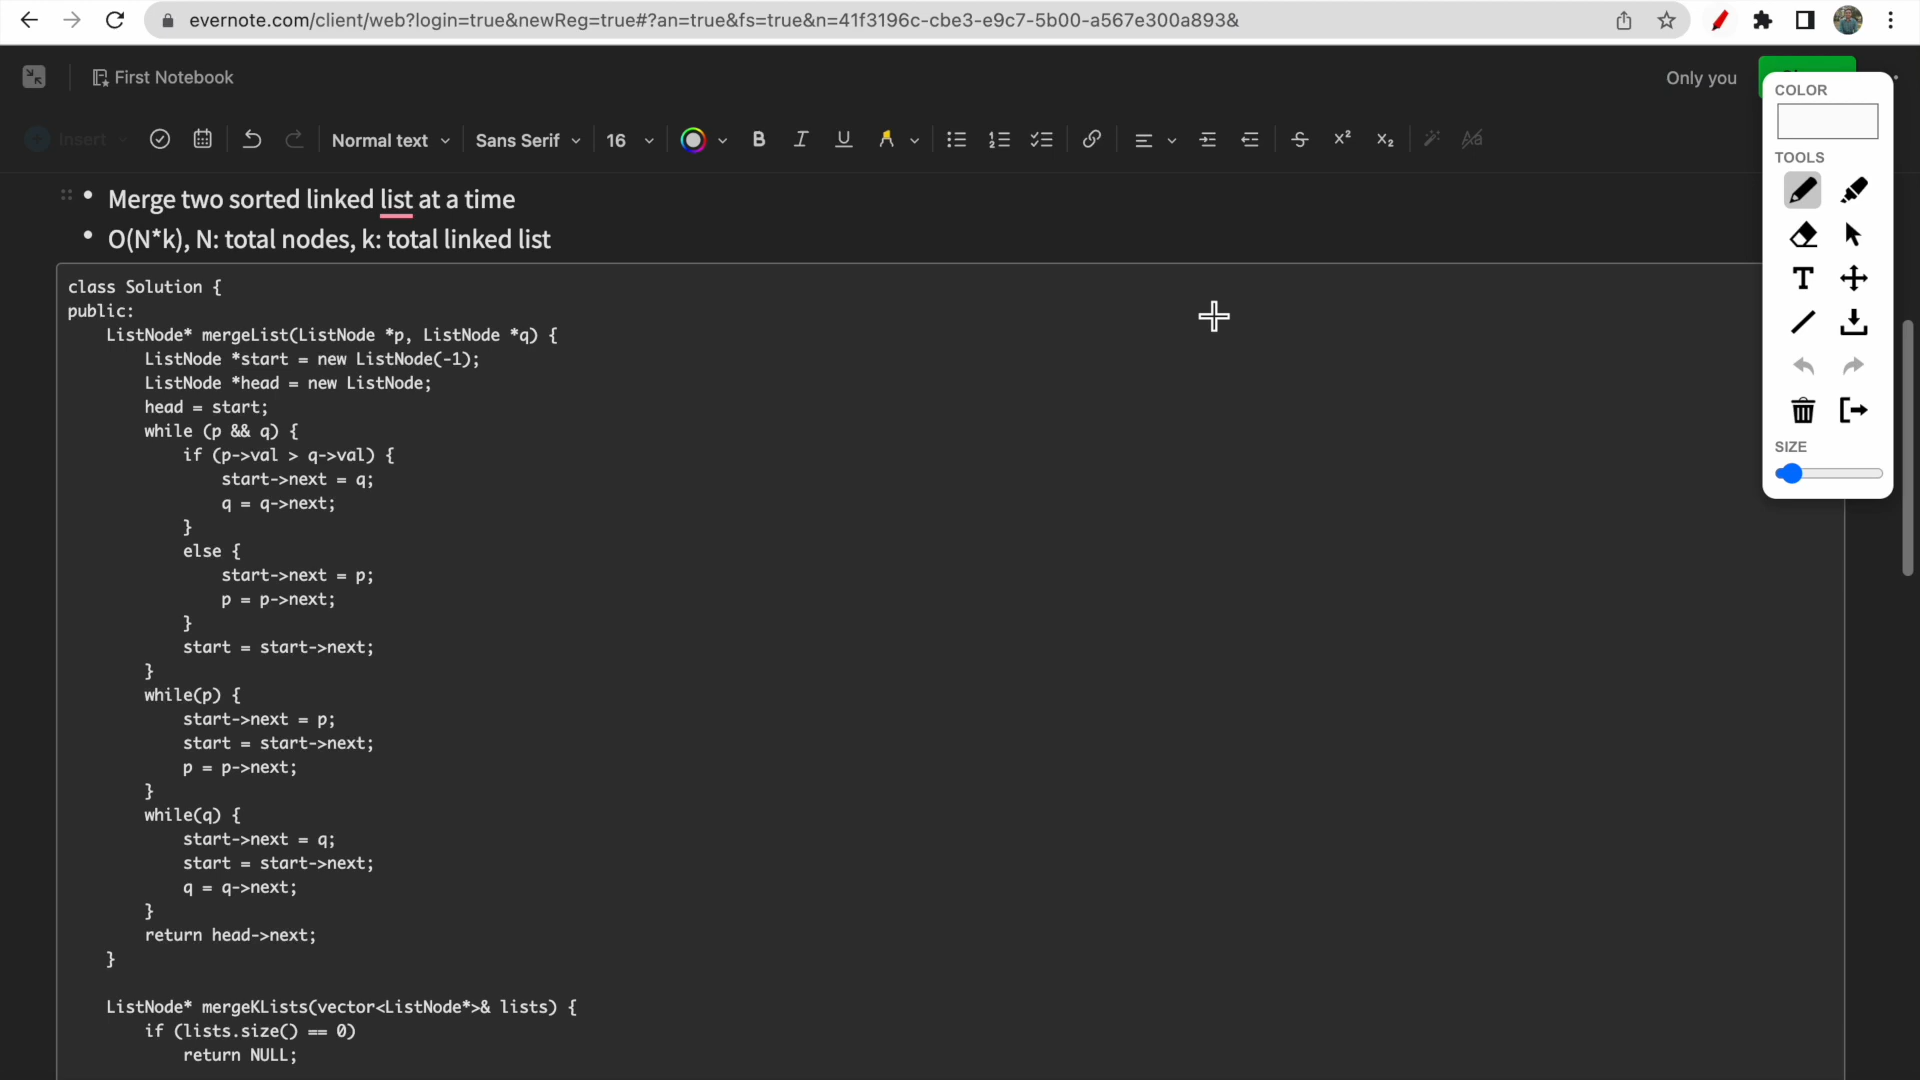 evernote.com/client/web?login=true&newReg=true#?an=true&fs=true&n=41f3196c-cbe3-e9c7-5b00-a567e300a893&
First Notebook
Only you
Insert
Normal text
Sans Serif
16
B I U
x²
x₂
COLOR
TOOLS
T
SIZE
• Merge two sorted linked list at a time
• O(N*k), N: total nodes, k: total linked list
class Solution {
public:
    ListNode* mergeList(ListNode *p, ListNode *q) {
        ListNode *start = new ListNode(-1);
        ListNode *head = new ListNode;
        head = start;
        while (p && q) {
            if (p->val > q->val) {
                start->next = q;
                q = q->next;
            }
            else {
                start->next = p;
                p = p->next;
            }
            start = start->next;
        }
        while(p) {
            start->next = p;
            start = start->next;
            p = p->next;
        }
        while(q) {
            start->next = q;
            start = start->next;
            q = q->next;
        }
        return head->next;
    }
    ListNode* mergeKLists(vector<ListNode*>& lists) {
        if (lists.size() == 0)
            return NULL;